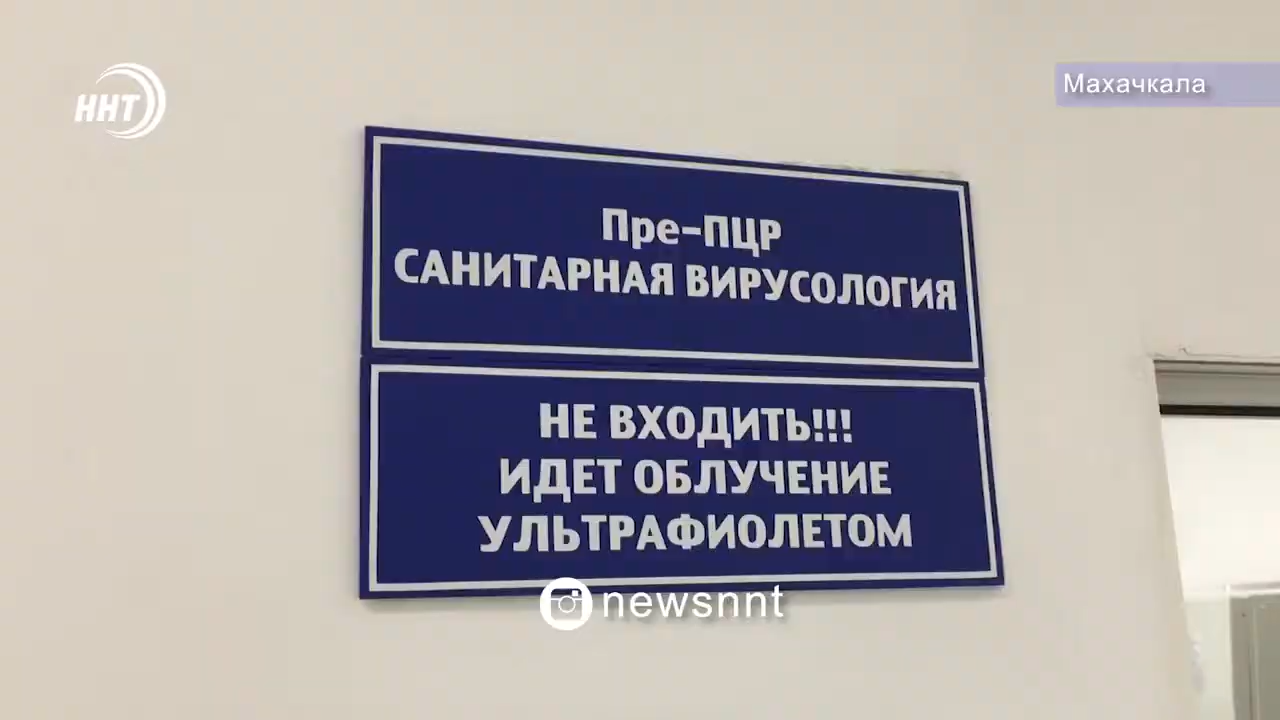 ННТ
Махачкала
Пре-ПЦР
САНИТАРНАЯ ВИРУСОЛОГИЯ
НЕ ВХОДИТЬ!!!
ИДЕТ ОБЛУЧЕНИЕ
УЛЬТРАФИОЛЕТОМ
newsnnt